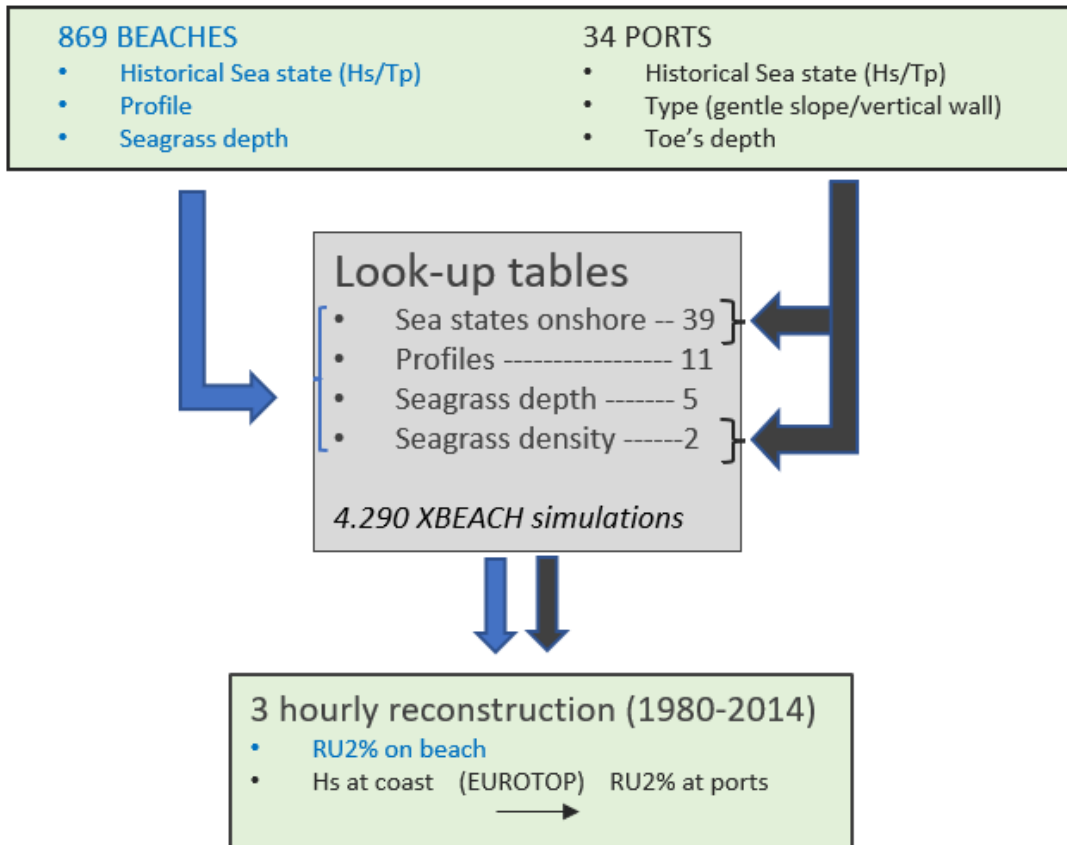 869 BEACHES
• Historical Sea state (Hs/Tp)
• Profile
• Seagrass depth
34 PORTS
• Historical Sea state (Hs/Tp)
• Type (gentle slope/vertical wall)
• Toe's depth
Look-up tables
• Sea states onshore -- 39
• Profiles ----------------- 11
• Seagrass depth ------- 5
• Seagrass density ------2
4.290 XBEACH simulations
3 hourly reconstruction (1980-2014)
• RU2% on beach
• Hs at coast (EUROTOP) RU2% at ports